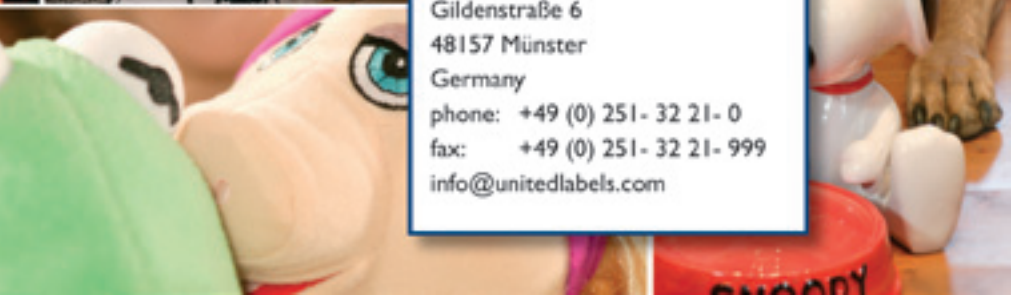 Gildenstraße 6
48157 Münster
Germany
phone: +49 (0) 251- 32 21- 0
fax: +49 (0) 251- 32 21- 999
info@unitedlabels.com
SNOOPY